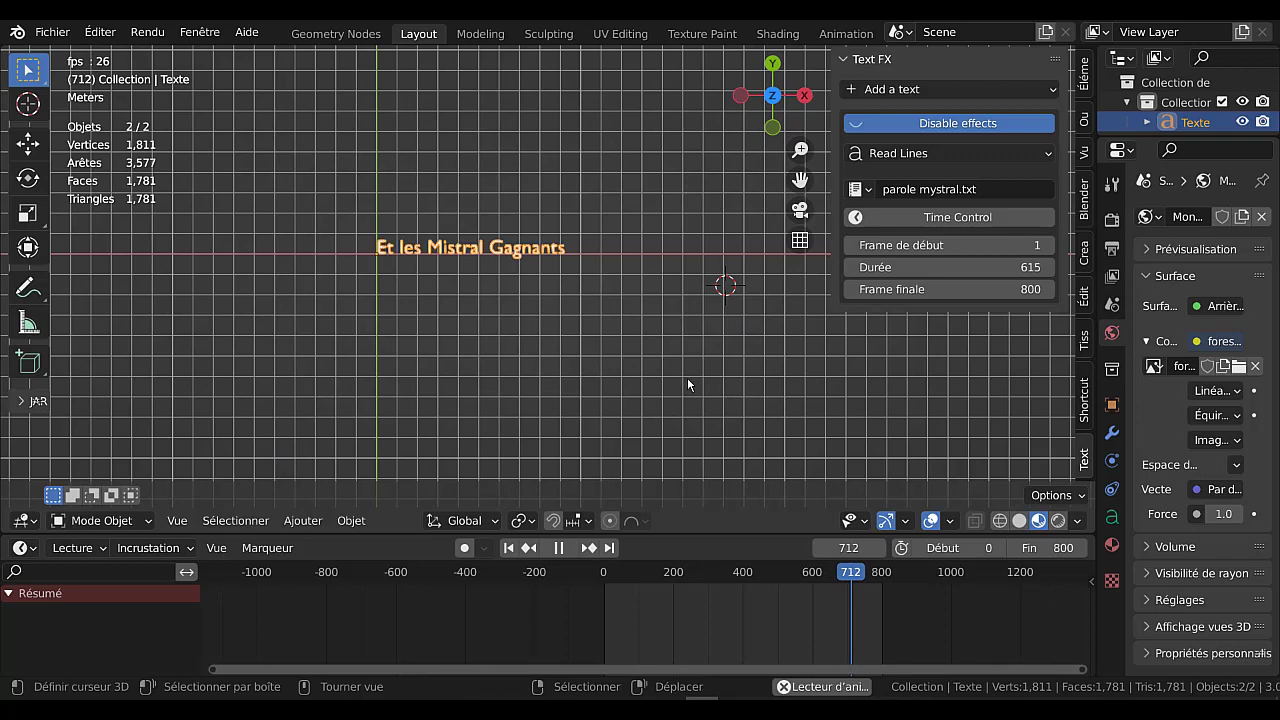 Fichier Éditer Rendu Fenêtre Aide Geometry Nodes Layout Modeling Sculpting UV Editing Texture Paint Shading Animation Scene View Layer
fps : 26
(712) Collection | Texte
Meters
Objets 2 / 2
Vertices 1,811
Arêtes 3,577
Faces 1,781
Triangles 1,781
Y
Z X
Et les Mistral Gagnants
JAR
Text FX
Add a text
Disable effects
Read Lines
parole mystral.txt
Time Control
Frame de début 1
Durée 615
Frame finale 800
Éléme
Ou
Vu
Blender
Crea
Édit
Tiss
Shortcut
Text
Options
Collection de
Collectior
Texte
S... M...
Mon...
Prévisualisation
Surface
Surfa... Arrièr...
Co... fores...
for...
Linéa...
Équir...
Imag...
Espace d...
Vecte Par d...
Force 1.0
Volume
Visibilité de rayon
Réglages
Affichage vues 3D
Propriétés personnalis
Mode Objet Vue Sélectionner Ajouter Objet Global
Lecture Incrustation Vue Marqueur 712 Début 0 Fin 800
-1000 -800 -600 -400 -200 0 200 400 600 712 800 1000 1200
Résumé
Définir curseur 3D Sélectionner par boîte Tourner vue Sélectionner Déplacer Lecteur d'ani... Collection | Texte | Verts:1,811 | Faces:1,781 | Tris:1,781 | Objets:2/2 | 3.0